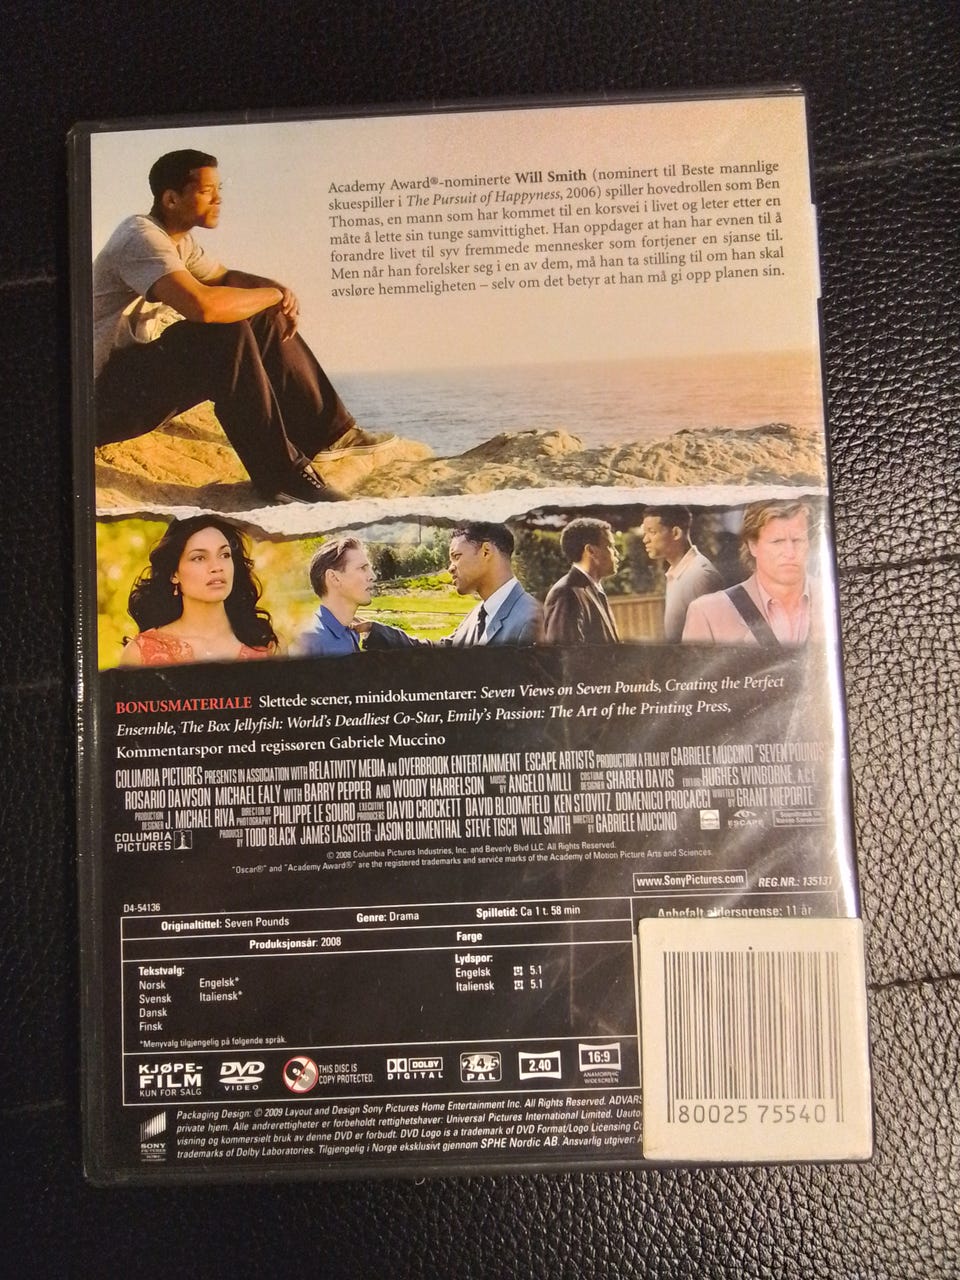 Academy Award®-nominerte Will Smith (nominert til Beste mannlige
skuespiller i The Pursuit of Happyness, 2006) spiller hovedrollen som Ben
Thomas, en mann som har kommet til en korsvei i livet og leter etter en
måte å lette sin tunge samvittighet. Han oppdager at han har evnen til å
forandre livet til syv fremmede mennesker som fortjener en sjanse til.
Men når han forelsker seg i en av dem, må han ta stilling til om han skal
avsløre hemmeligheten – selv om det betyr at han må gi opp planen sin.
BONUSMATERIALE Slettede scener, minidokumentarer: Seven Views on Seven Pounds, Creating the Perfect
Ensemble, The Box Jellyfish: World's Deadliest Co-Star, Emily's Passion: The Art of the Printing Press,
Kommentarspor med regissøren Gabriele Muccino
COLUMBIA PICTURES PRESENTS IN ASSOCIATION WITH RELATIVITY MEDIA AN OVERBROOK ENTERTAINMENT ESCAPE ARTISTS PRODUCTION A FILM BY GABRIELE MUCCINO "SEVEN POUNDS"
ROSARIO DAWSON MICHAEL EALY WITH BARRY PEPPER AND WOODY HARRELSON MUSIC BY ANGELO MILLI COSTUME DESIGNER SHAREN DAVIS HUGHES WINBORNE, A.C.E.
PRODUCTION DESIGNER J. MICHAEL RIVA DIRECTOR OF PHOTOGRAPHY PHILIPPE LE SOURD EXECUTIVE PRODUCERS DAVID CROCKETT DAVID BLOOMFIELD KEN STOVITZ DOMENICO PROCACCI WRITTEN BY GRANT NIEPORTE
PRODUCED BY TODD BLACK JAMES LASSITER JASON BLUMENTHAL STEVE TISCH WILL SMITH DIRECTED BY GABRIELE MUCCINO
COLUMBIA
PICTURES
ESCAPE
© 2008 Columbia Pictures Industries, Inc. and Beverly Blvd LLC. All Rights Reserved.
"Oscar®" and "Academy Award®" are the registered trademarks and service marks of the Academy of Motion Picture Arts and Sciences.
www.SonyPictures.com REG.NR.: 135131
D4-54136
Originaltittel: Seven Pounds Genre: Drama Spilletid: Ca 1 t. 58 min Anbefalt aldersgrense: 11 år
Produksjonsår: 2008 Farge
Tekstvalg: Lydspor:
Norsk Engelsk* Engelsk 5.1
Svensk Italiensk* Italiensk 5.1
Dansk
Finsk
*Menyvalg tilgjengelig på følgende språk.
KJØPE-
FILM
KUN FOR SALG
DVD
VIDEO
THIS DISC IS
COPY PROTECTED.
DOLBY
DIGITAL
2.4.5
PAL
2.40
16:9
ANAMORPHIC
WIDESCREEN
80025 75540
SONY
PICTURES
Packaging Design: © 2009 Layout and Design Sony Pictures Home Entertainment Inc. All Rights Reserved. ADVARS
private hjem. Alle andrerettigheter er forbeholdt rettighetshaver: Universal Pictures International Limited. Uauto
visning og kommersielt bruk av denne DVD er forbudt. DVD Logo is a trademark of DVD Format/Logo Licensing Co
trademarks of Dolby Laboratories. Tilgjengelig i Norge eksklusivt gjennom SPHE Nordic AB. Ansvarlig utgiver: A